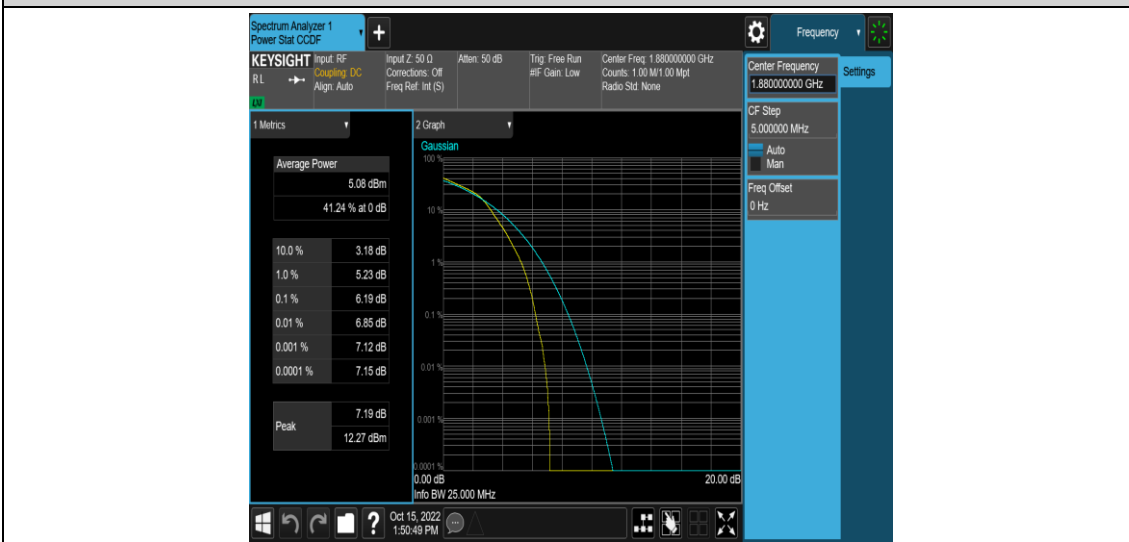 Spectrum Analyzer 1
Power Stat CCDF
+
Frequency
KEYSIGHT
RL
LXI
Input: RF
Coupling: DC
Align: Auto
Input Z: 50 Ω
Corrections: Off
Freq Ref: Int (S)
Atten: 50 dB
Trig: Free Run
#IF Gain: Low
Center Freq: 1.880000000 GHz
Counts: 1.00 M/1.00 Mpt
Radio Std: None
Center Frequency
1.880000000 GHz
Settings
CF Step
5.000000 MHz
Auto
Man
Freq Offset
0 Hz
1 Metrics
Average Power
5.08 dBm
41.24 % at 0 dB
10.0 % 3.18 dB
1.0 % 5.23 dB
0.1 % 6.19 dB
0.01 % 6.85 dB
0.001 % 7.12 dB
0.0001 % 7.15 dB
Peak
7.19 dB
12.27 dBm
2 Graph
Gaussian
100 %
10 %
1 %
0.1 %
0.01 %
0.001 %
0.0001 %
0.00 dB 20.00 dB
Info BW 25.000 MHz
?
Oct 15, 2022
1:50:49 PM